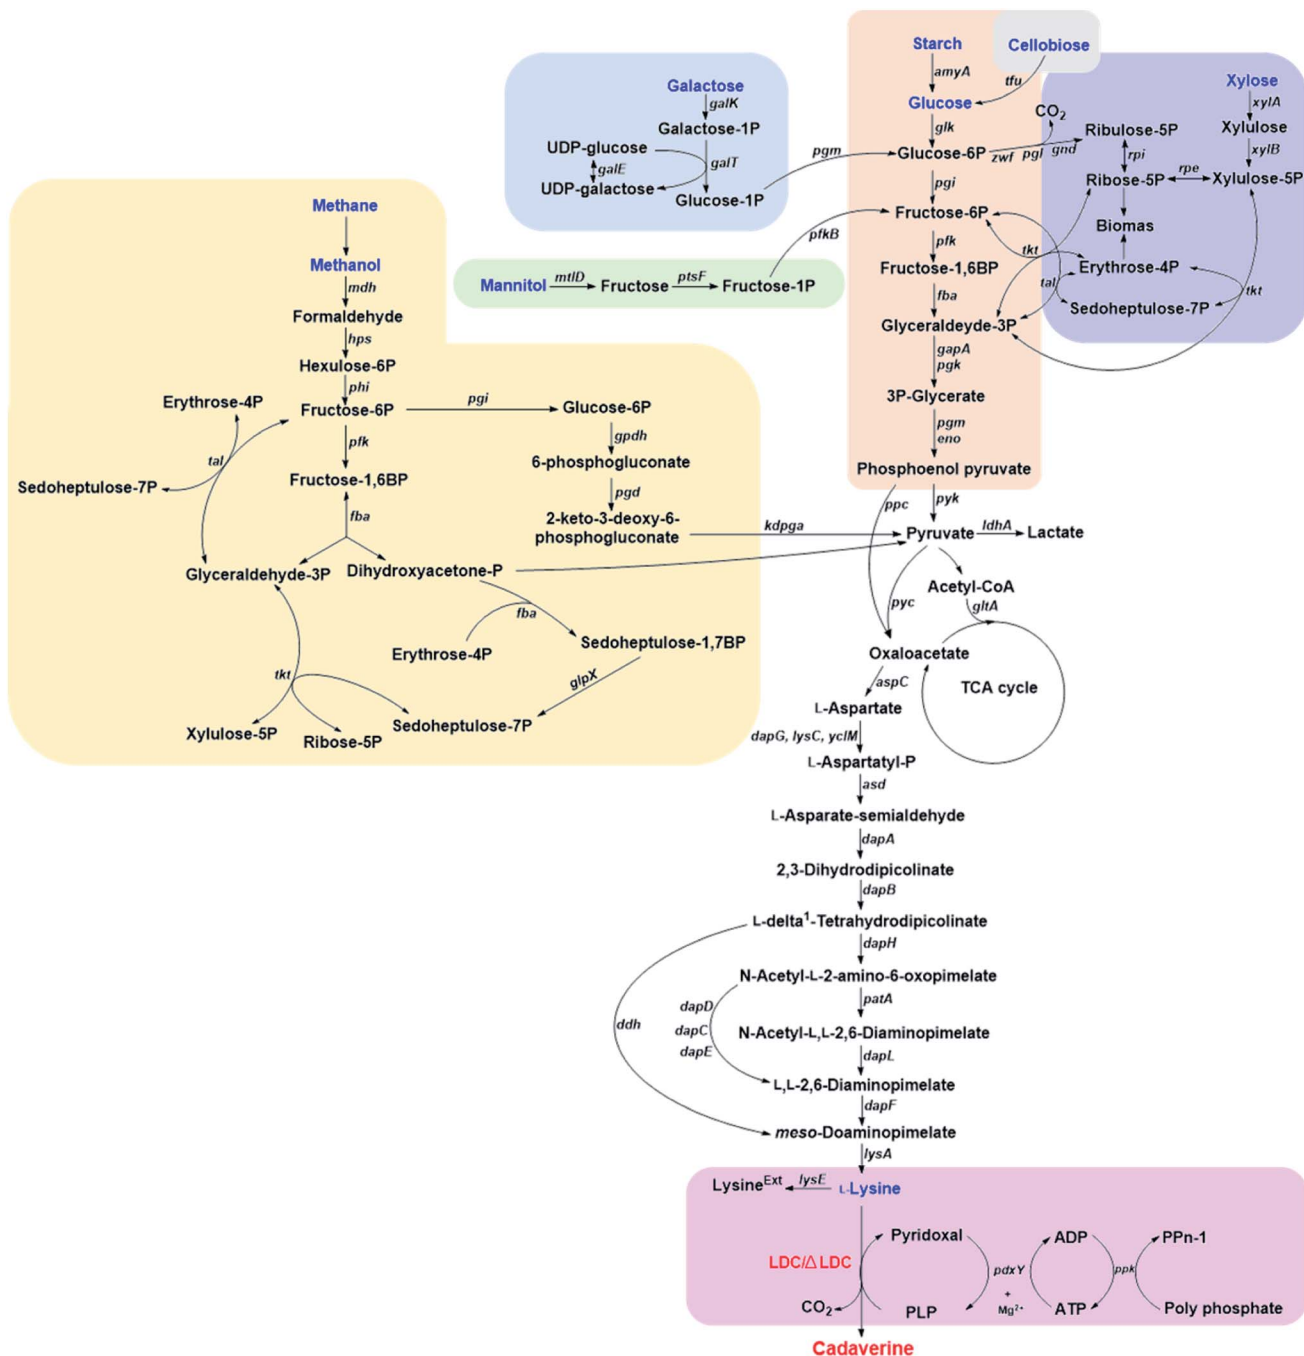 Starch
Cellobiose
amyA
tfu
Glucose
glk
Glucose-6P
zwf
pgl
gnd
CO2
pgi
Fructose-6P
pfk
Fructose-1,6BP
fba
Glyceraldeyde-3P
gapA
pgk
3P-Glycerate
pgm
eno
Phosphoenol pyruvate
Galactose
galK
Galactose-1P
UDP-glucose
galE
galT
UDP-galactose
Glucose-1P
pgm
Mannitol
mtlD
Fructose
ptsF
Fructose-1P
pfkB
Xylose
xylA
Xylulose
xylB
Xylulose-5P
Ribulose-5P
rpi
Ribose-5P
rpe
Biomas
Erythrose-4P
Sedoheptulose-7P
tkt
tal
tkt
Methane
Methanol
mdh
Formaldehyde
hps
Hexulose-6P
phi
Erythrose-4P
Fructose-6P
pgi
Glucose-6P
gpdh
6-phosphogluconate
pgd
2-keto-3-deoxy-6-
phosphogluconate
kdpga
tal
pfk
Sedoheptulose-7P
Fructose-1,6BP
fba
Glyceraldehyde-3P
Dihydroxyacetone-P
fba
Erythrose-4P
Sedoheptulose-1,7BP
glpX
tkt
Xylulose-5P
Ribose-5P
Sedoheptulose-7P
ppc
pyk
Pyruvate
ldhA
Lactate
Acetyl-CoA
gltA
pyc
Oxaloacetate
TCA cycle
aspC
L-Aspartate
dapG, lysC, yclM
L-Aspartatyl-P
asd
L-Asparate-semialdehyde
dapA
2,3-Dihydrodipicolinate
dapB
L-delta1-Tetrahydrodipicolinate
dapH
N-Acetyl-L-2-amino-6-oxopimelate
ddh
dapD
dapC
dapE
patA
N-Acetyl-L,L-2,6-Diaminopimelate
dapL
L,L-2,6-Diaminopimelate
dapF
meso-Doaminopimelate
lysA
LysineExt
lysE
L-Lysine
LDC/Δ LDC
Pyridoxal
ADP
PPn-1
pdxY
+
Mg2+
ppk
CO2
PLP
ATP
Poly phosphate
Cadaverine